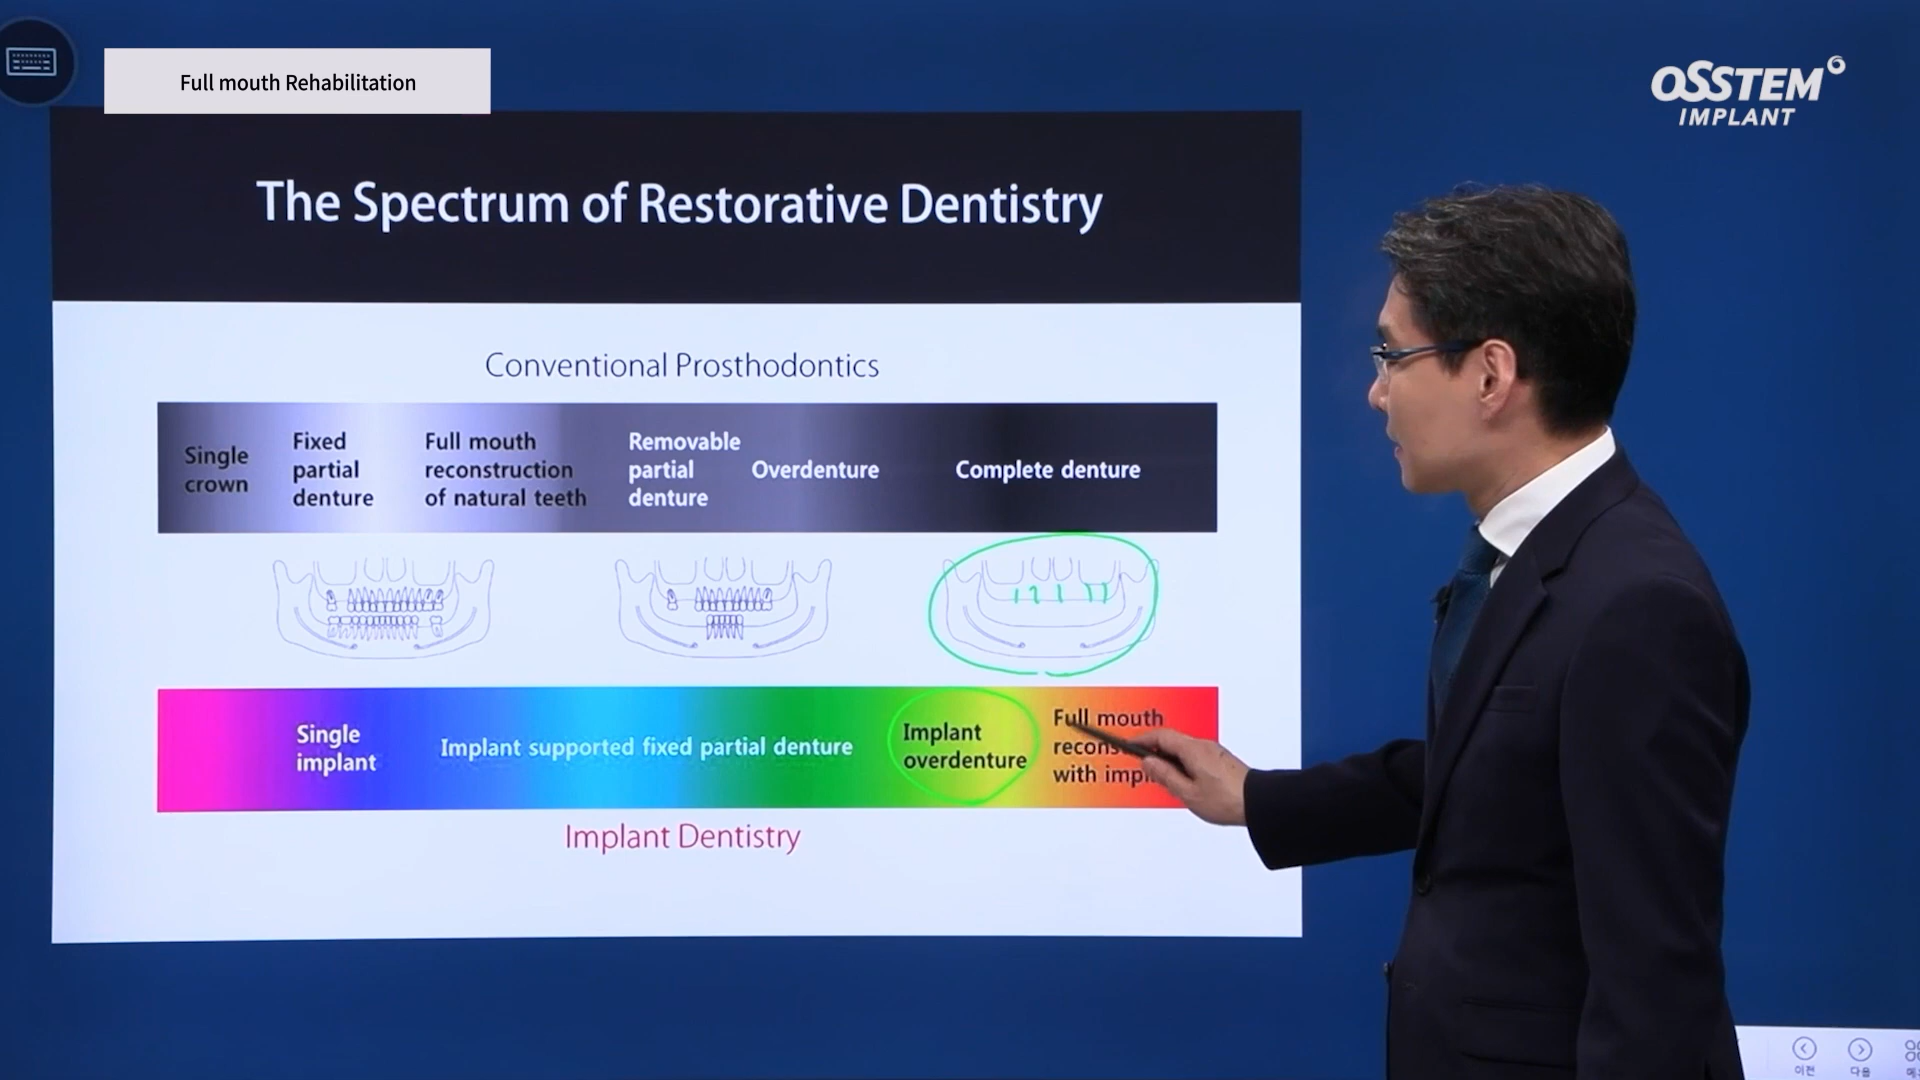 Full mouth Rehabilitation
OSSTEM
IMPLANT
The Spectrum of Restorative Dentistry
Conventional Prosthodontics
Single
crown
Fixed
partial
denture
Full mouth
reconstruction
of natural teeth
Removable
partial
denture
Overdenture
Complete denture
Single
implant
Implant supported fixed partial denture
Implant
overdenture
Full mouth
with
Implant Dentistry
이전
다음